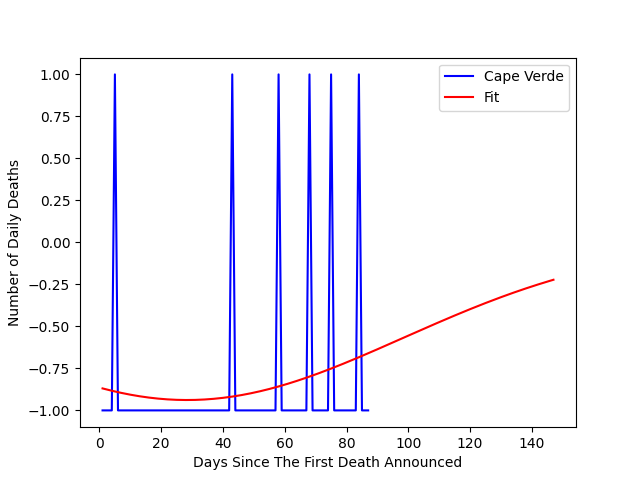 Cape Verde
Fit
1.00
0.75
0.50
0.25
0.00
−0.25
−0.50
−0.75
−1.00
Number of Daily Deaths
0 20 40 60 80 100 120 140
Days Since The First Death Announced